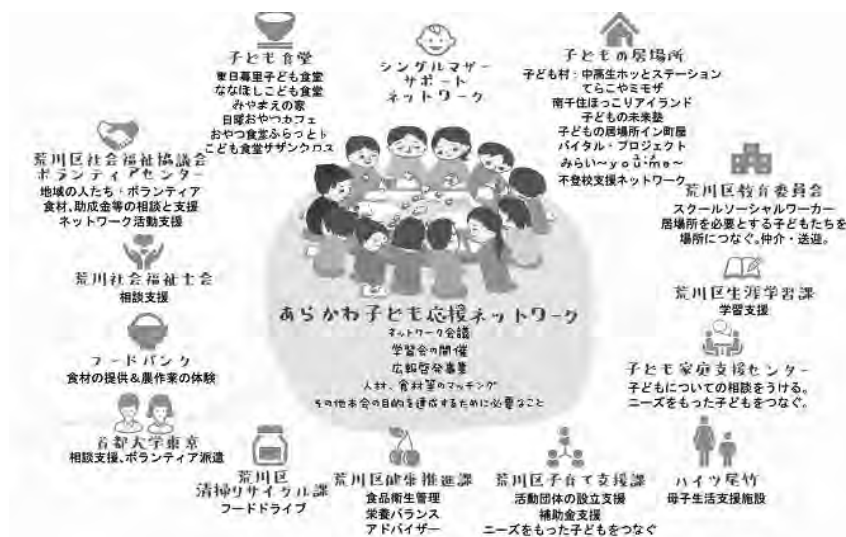 子ども食堂
東日暮里子ども食堂
ななほしこども食堂
みやまえの家
日曜おやつカフェ
おやつ食堂ふらっとト
こども食堂サザンクロス
シングルマザー
サポート
ネットワーク
子どもの居場所
子ども村:中高生ホッとステーション
てらこやミモザ
南千住ほっこりアイランド
子どもの未来塾
子どもの居場所イン町屋
バイタル・プロジェクト
みらい~you・me~
不登校支援ネットワーク
荒川区社会福祉協議会
ボランティアセンター
地域の人たち・ボランティア
食材、助成金等の相談と支援
ネットワーク活動支援
荒川区教育委員会
スクールソーシャルワーカー
居場所を必要とする子どもたちを
場所につなぐ。仲介・送迎。
荒川社会福祉士会
相談支援
荒川区生涯学習課
学習支援
フードバンク
食材の提供&農作業の体験
子ども家庭支援センター
子どもについての相談をうける。
ニーズをもった子どもをつなぐ。
あらかわ子ども応援ネットワーク
ネットワーク会議
学習会の開催
広報啓発事業
人材、食材等のマッチング
その他本会の目的を達成するために必要なこと
首都大学東京
相談支援、ボランティア派遣
荒川区
清掃リサイクル課
フードドライブ
荒川区健康推進課
食品衛生管理
栄養バランス
アドバイザー
荒川区子育て支援課
活動団体の設立支援
補助金支援
ニーズをもった子どもをつなぐ
ハイツ尾竹
母子生活支援施設